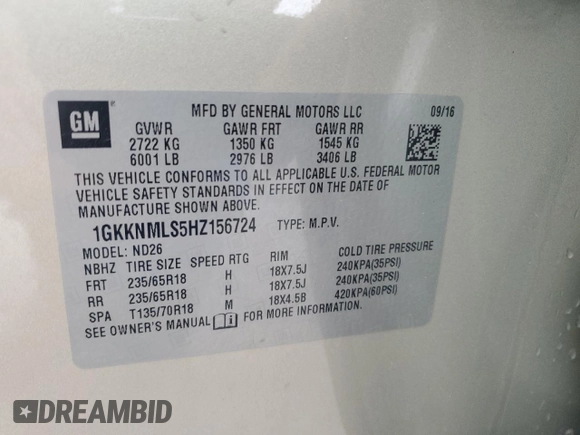 GM
MFD BY GENERAL MOTORS LLC 09/16
GVWR GAWR FRT GAWR RR
2722 KG 1350 KG 1545 KG
6001 LB 2976 LB 3406 LB
THIS VEHICLE CONFORMS TO ALL APPLICABLE U.S. FEDERAL MOTOR
VEHICLE SAFETY STANDARDS IN EFFECT ON THE DATE OF
MANUFACTURE SHOWN ABOVE.
1GKKNMLS5HZ156724 TYPE: M.P.V.
MODEL: ND26
NBHZ TIRE SIZE SPEED RTG RIM COLD TIRE PRESSURE
FRT 235/65R18 H 18X7.5J 240KPA(35PSI)
RR 235/65R18 H 18X7.5J 240KPA(35PSI)
SPA T135/70R18 M 18X4.5B 420KPA(60PSI)
SEE OWNER'S MANUAL FOR MORE INFORMATION.
DREAMBID